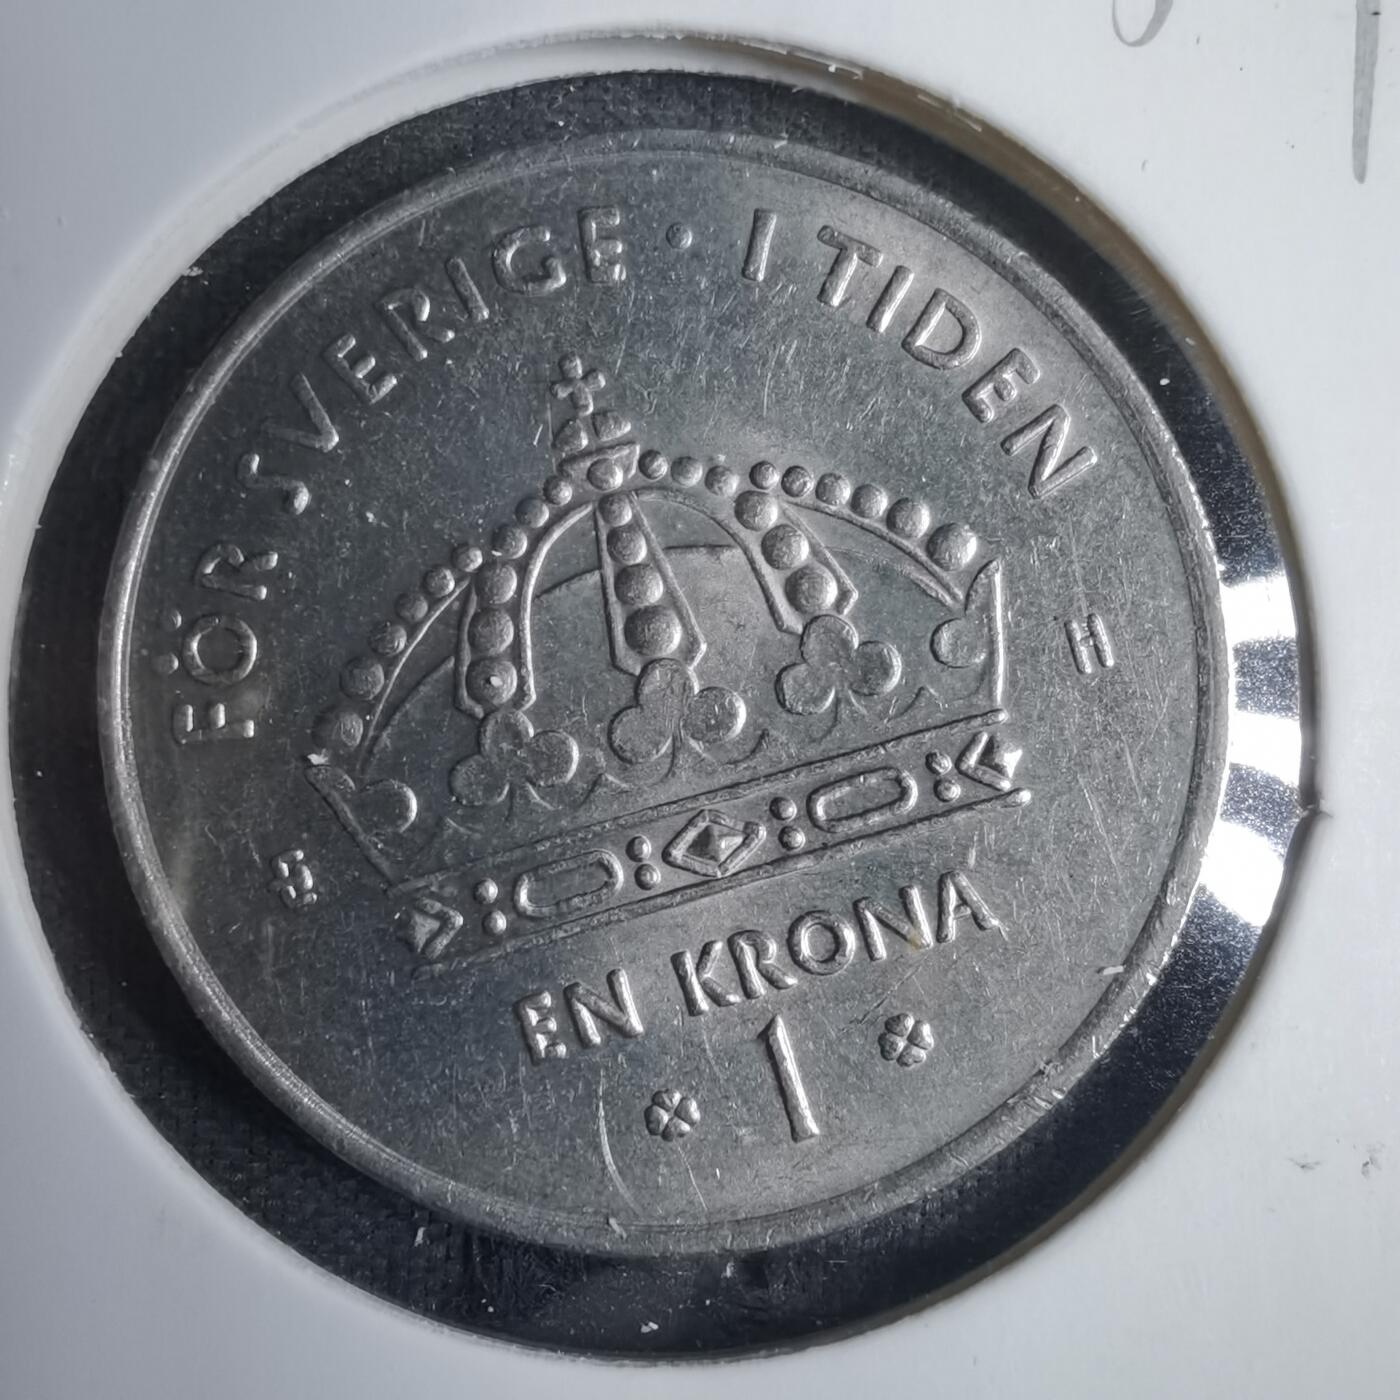 FÖR SVERIGE · I TIDEN
H
EN KRONA
1